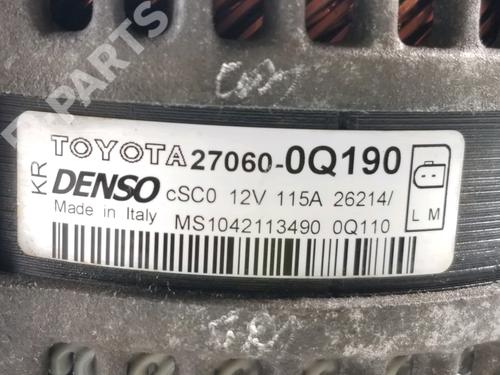 TOYOTA 27060-0Q190
KR
DENSO cSC0 12V 115A 26214/
Made in Italy MS1042113490 0Q110
L M
B-PARTS